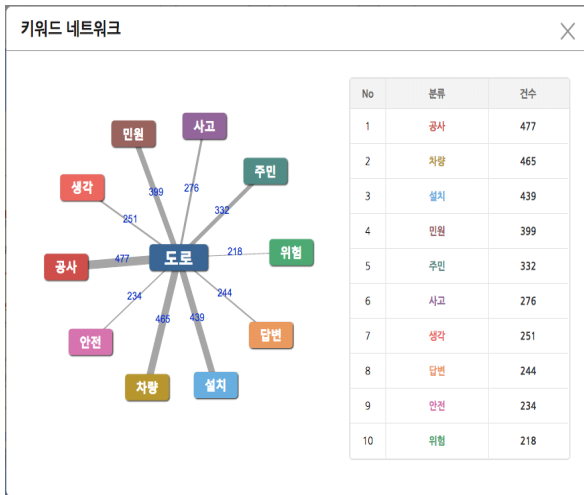 키워드 네트워크
민원
사고
주민
생각
399
276
332
251
공사
477
도로
218
위험
234
244
안전
465
439
답변
차량
설치
No 분류 건수
1 공사 477
2 차량 465
3 설치 439
4 민원 399
5 주민 332
6 사고 276
7 생각 251
8 답변 244
9 안전 234
10 위험 218